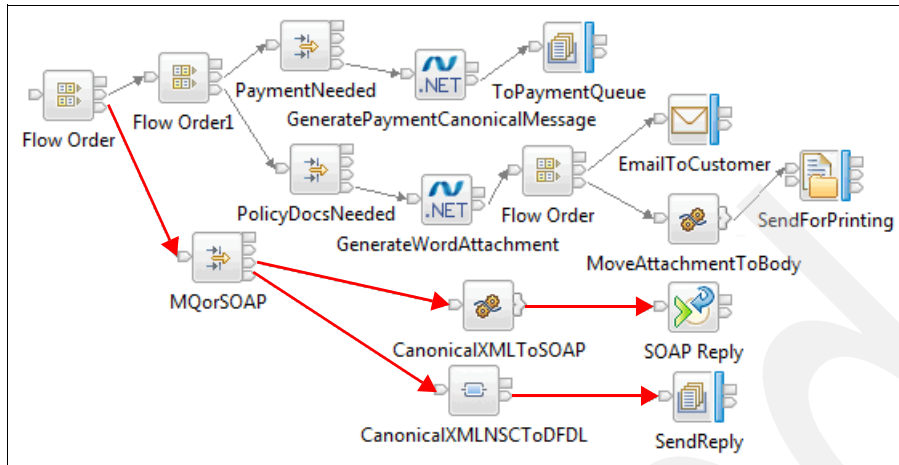 .NET
PaymentNeeded
ToPaymentQueue
Flow Order
Flow Order1
GeneratePaymentCanonicalMessage
EmailToCustomer
.NET
PolicyDocsNeeded
Flow Order
SendForPrinting
GenerateWordAttachment
MoveAttachmentToBody
MQorSOAP
CanonicalXMLToSOAP
SOAP Reply
CanonicalXMLNSCToDFDL
SendReply